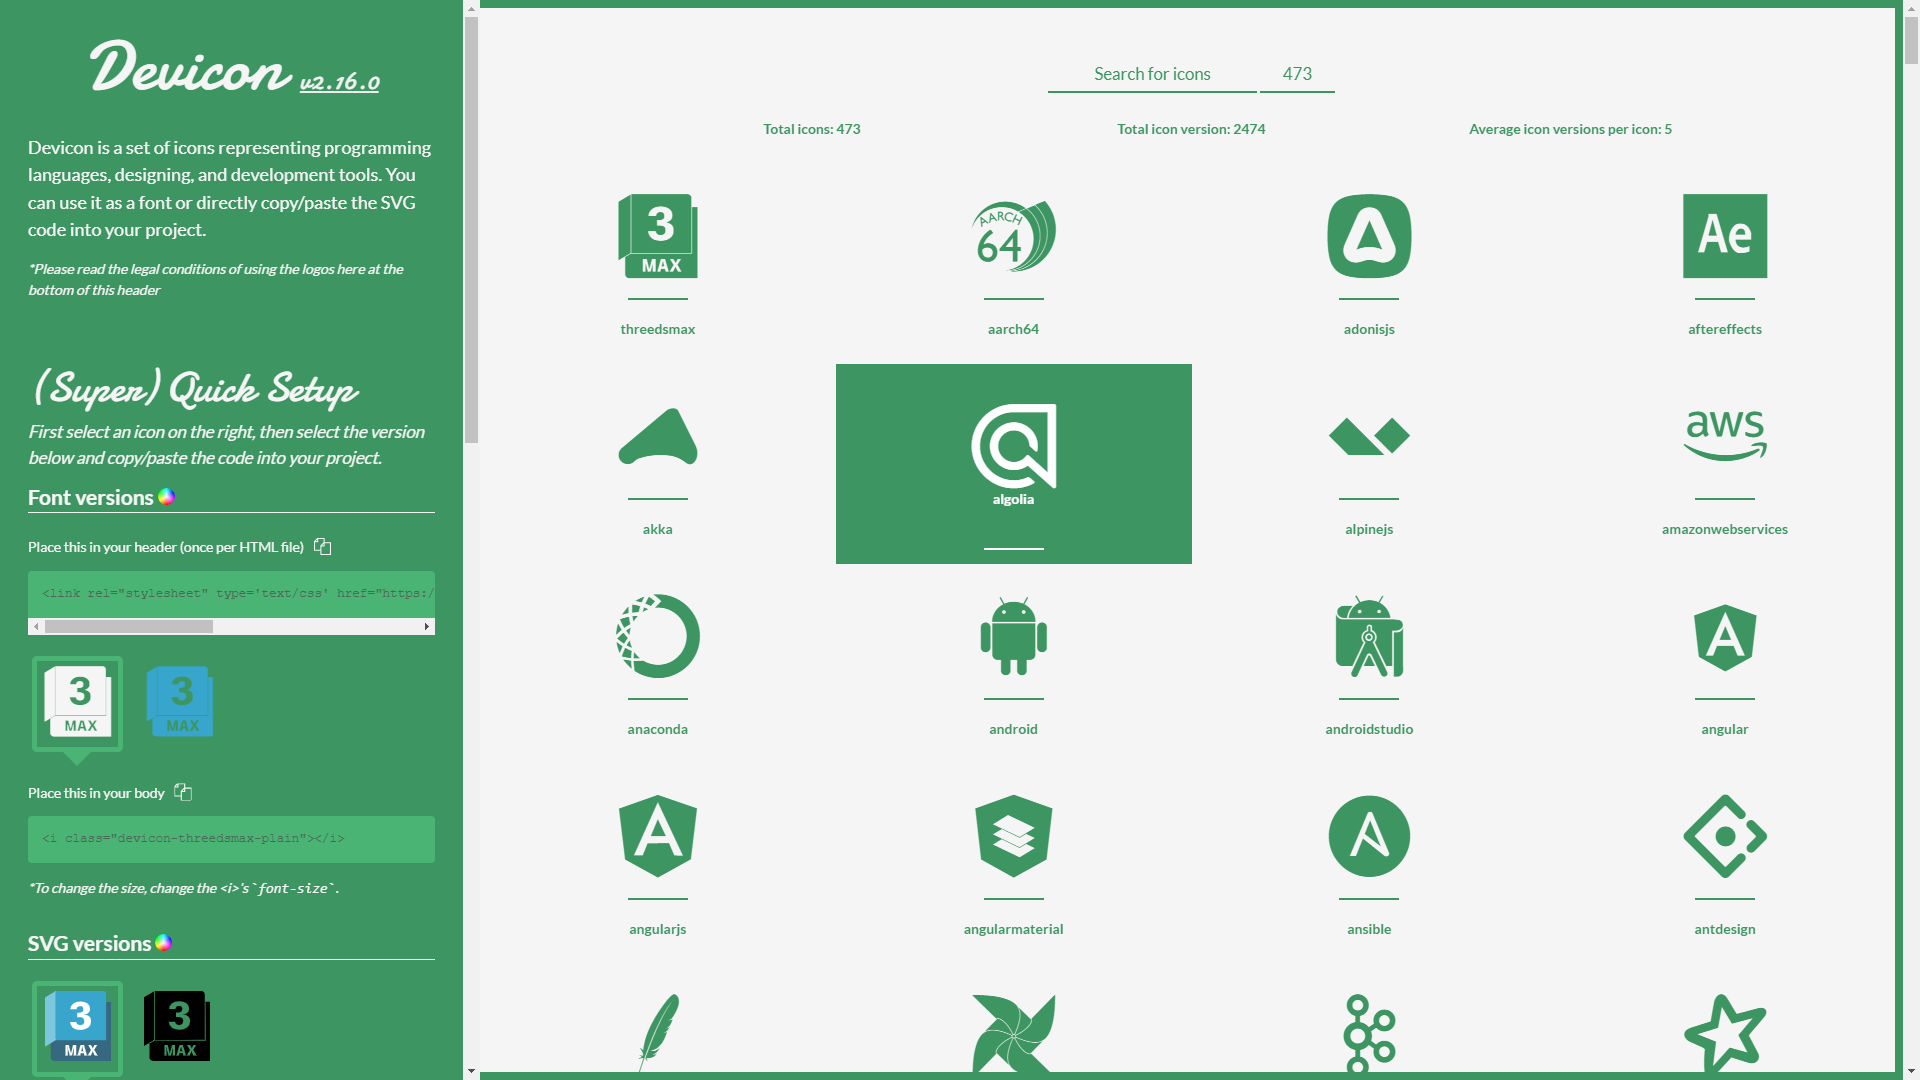 Devicon v2.16.0
Devicon is a set of icons representing programming
languages, designing, and development tools. You
can use it as a font or directly copy/paste the SVG
code into your project.
*Please read the legal conditions of using the logos here at the
bottom of this header
(Super) Quick Setup
First select an icon on the right, then select the version
below and copy/paste the code into your project.
Font versions
Place this in your header (once per HTML file)
<link rel="stylesheet" type='text/css' href="https:/
3
MAX
3
MAX
Place this in your body
<i class="devicon-threedsmax-plain"></i>
*To change the size, change the <i>'s`font-size`.
SVG versions
3
MAX
3
MAX
Search for icons
473
Total icons: 473
Total icon version: 2474
Average icon versions per icon: 5
3
MAX
AARCH
64
Ae
threedsmax
aarch64
adonisjs
aftereffects
aws
akka
algolia
alpinejs
amazonwebservices
anaconda
android
androidstudio
angular
angularjs
angularmaterial
ansible
antdesign